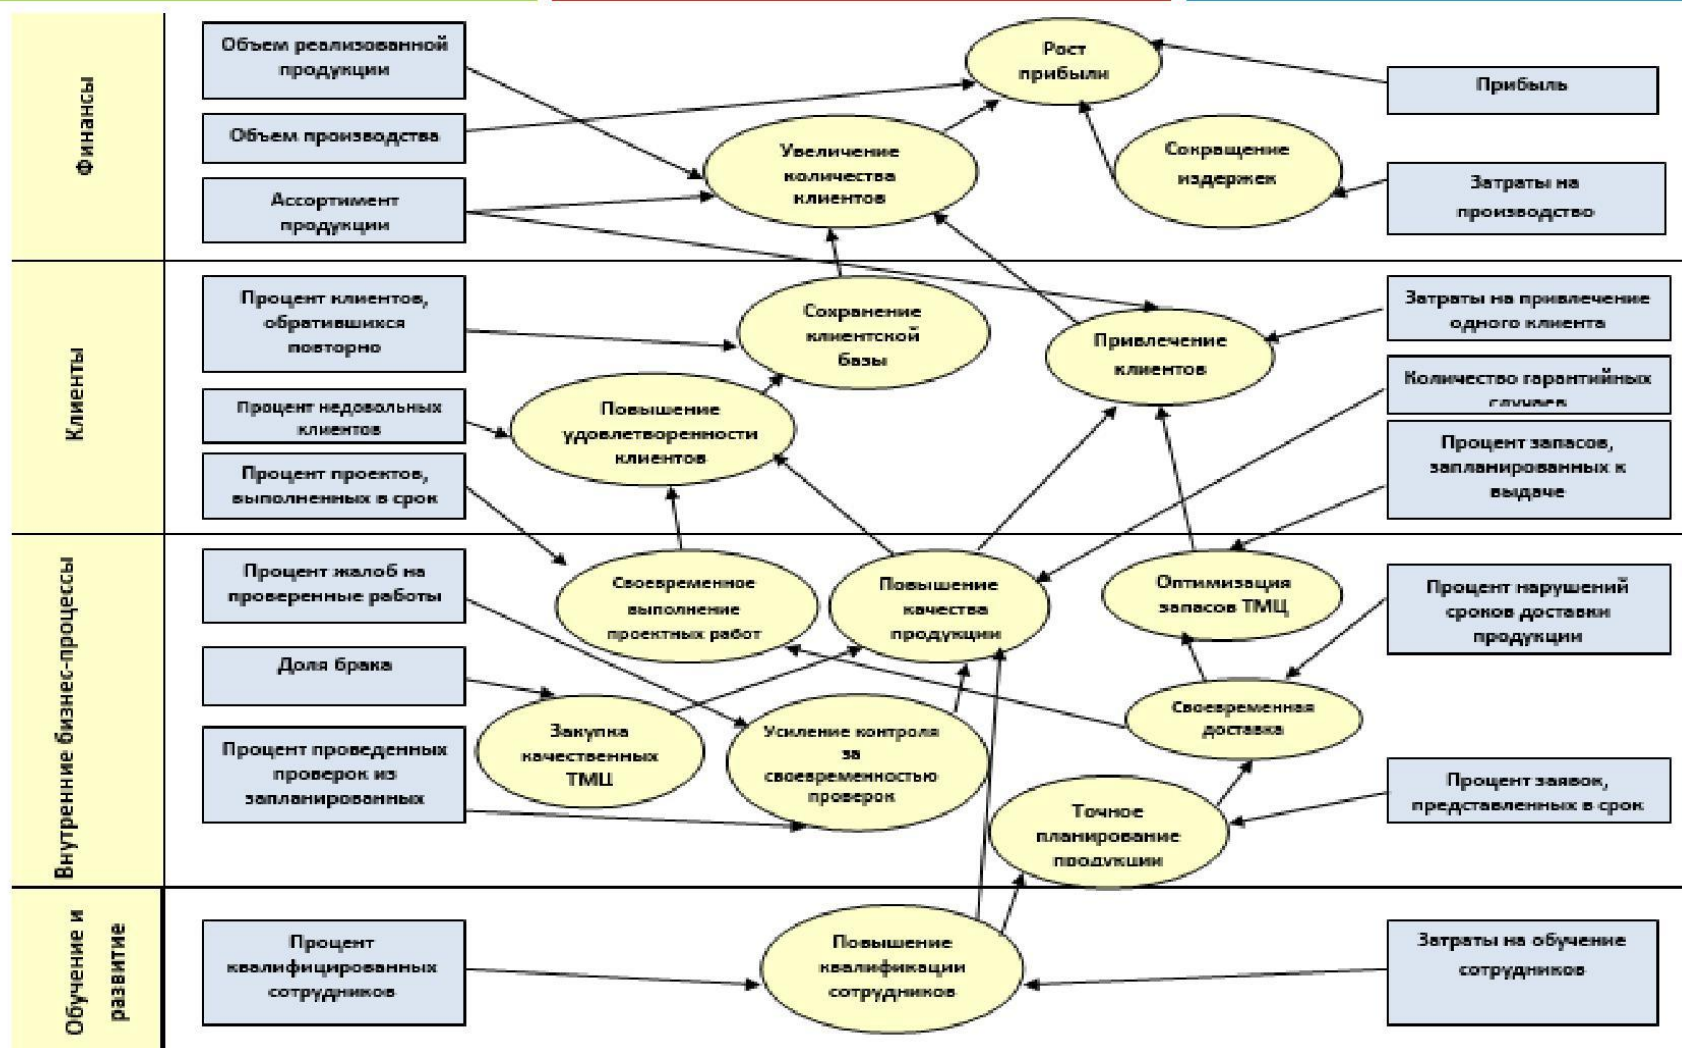 Финансы
Объем реализованной
продукции
Объем производства
Ассортимент
продукции
Рост
прибыли
Увеличение
количества
клиентов
Сокращение
издержек
Прибыль
Затраты на
производство
Клиенты
Процент клиентов,
обратившихся
повторно
Процент недовольных
клиентов
Процент проектов,
выполненных в срок
Сохранение
клиентской
базы
Повышение
удовлетворенности
клиентов
Привлечение
клиентов
Затраты на привлечение
одного клиента
Количество гарантийных
случаев
Процент запасов,
запланированных к
выдаче
Внутренние бизнес-процессы
Процент жалоб на
проверенные работы
Доля брака
Процент проведенных
проверок из
запланированных
Своевременное
выполнение
проектных работ
Повышение
качества
продукции
Оптимизация
запасов ТМЦ
Закупка
качественных
ТМЦ
Усиление контроля
за
своевременностью
проверок
Своевременная
доставка
Точное
планирование
продукции
Процент нарушений
сроков доставки
продукции
Процент заявок,
представленных в срок
Обучение и
развитие
Процент
квалифицированных
сотрудников
Повышение
квалификации
сотрудников
Затраты на обучение
сотрудников